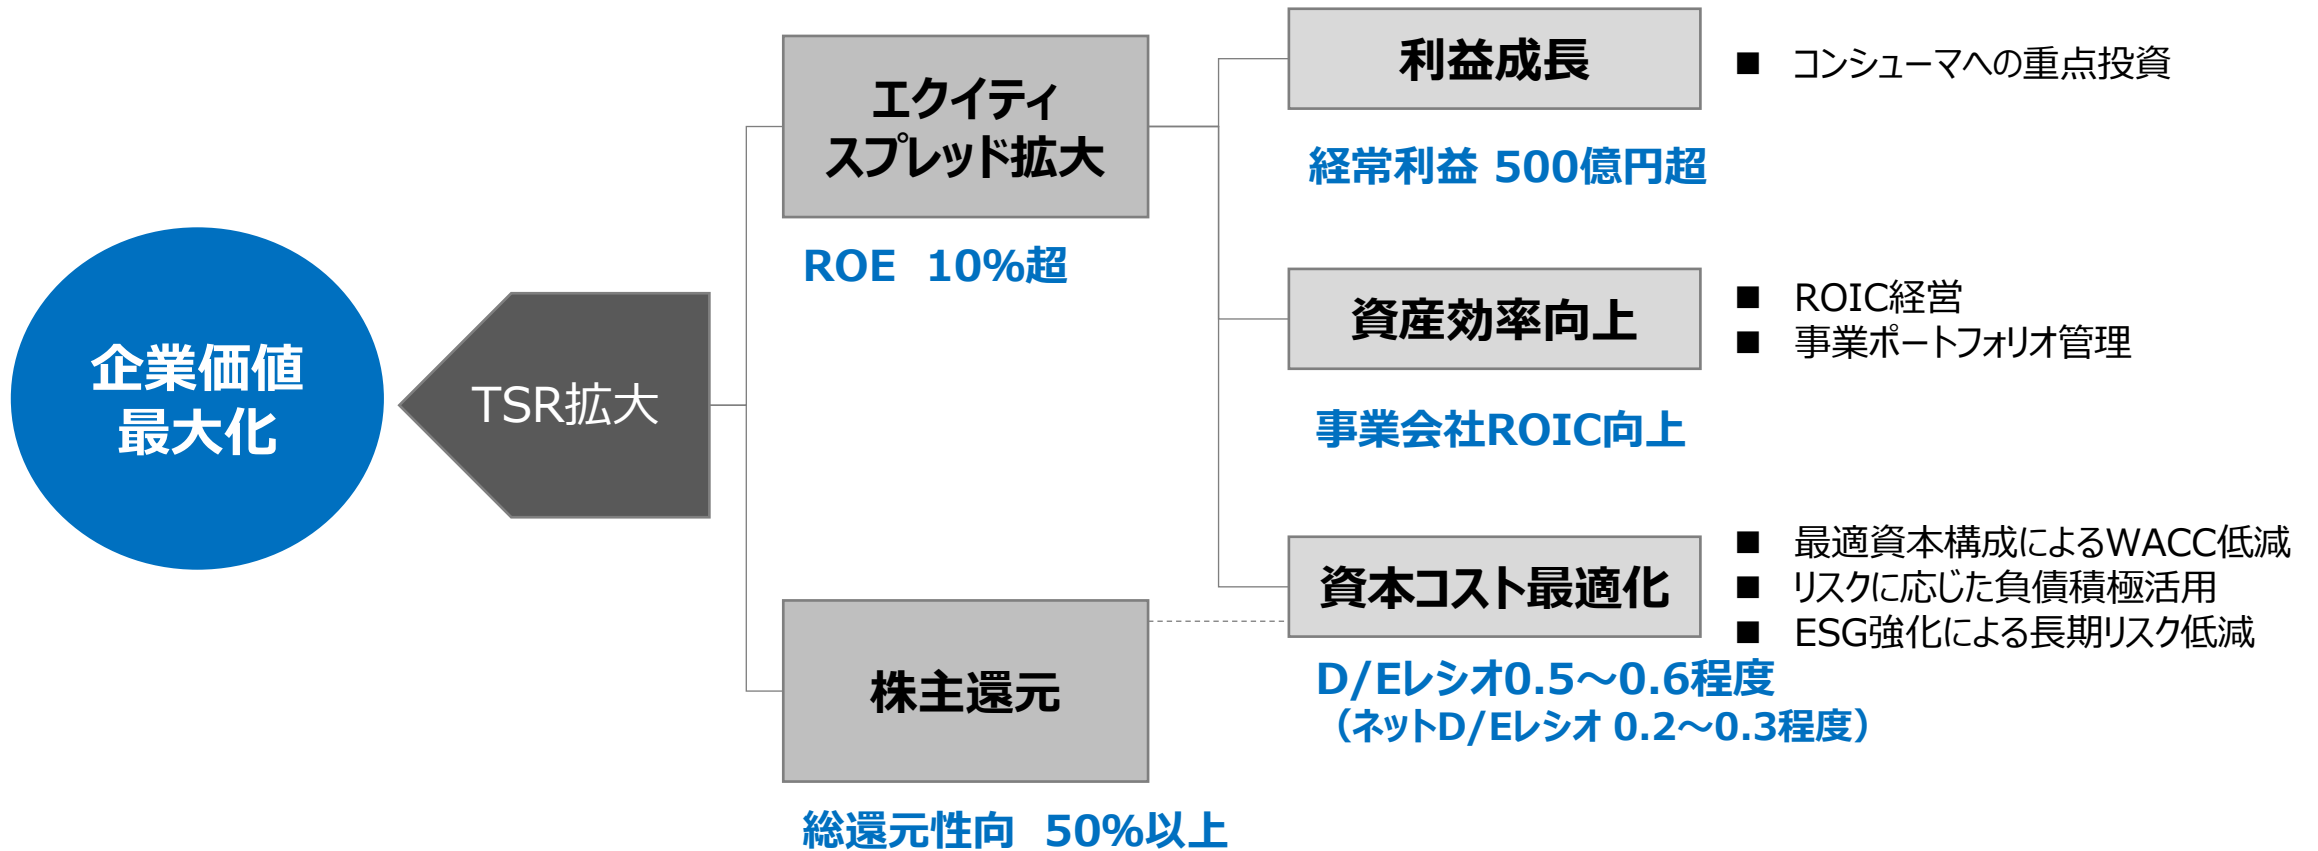 企業価値
最大化
TSR拡大
エクイティ
スプレッド拡大
ROE 10%超
株主還元
総還元性向 50%以上
利益成長
経常利益 500億円超
■ コンシューマへの重点投資
資産効率向上
事業会社ROIC向上
■ ROIC経営
■ 事業ポートフォリオ管理
資本コスト最適化
D/Eレシオ0.5～0.6程度
（ネットD/Eレシオ 0.2～0.3程度）
■ 最適資本構成によるWACC低減
■ リスクに応じた負債積極活用
■ ESG強化による長期リスク低減